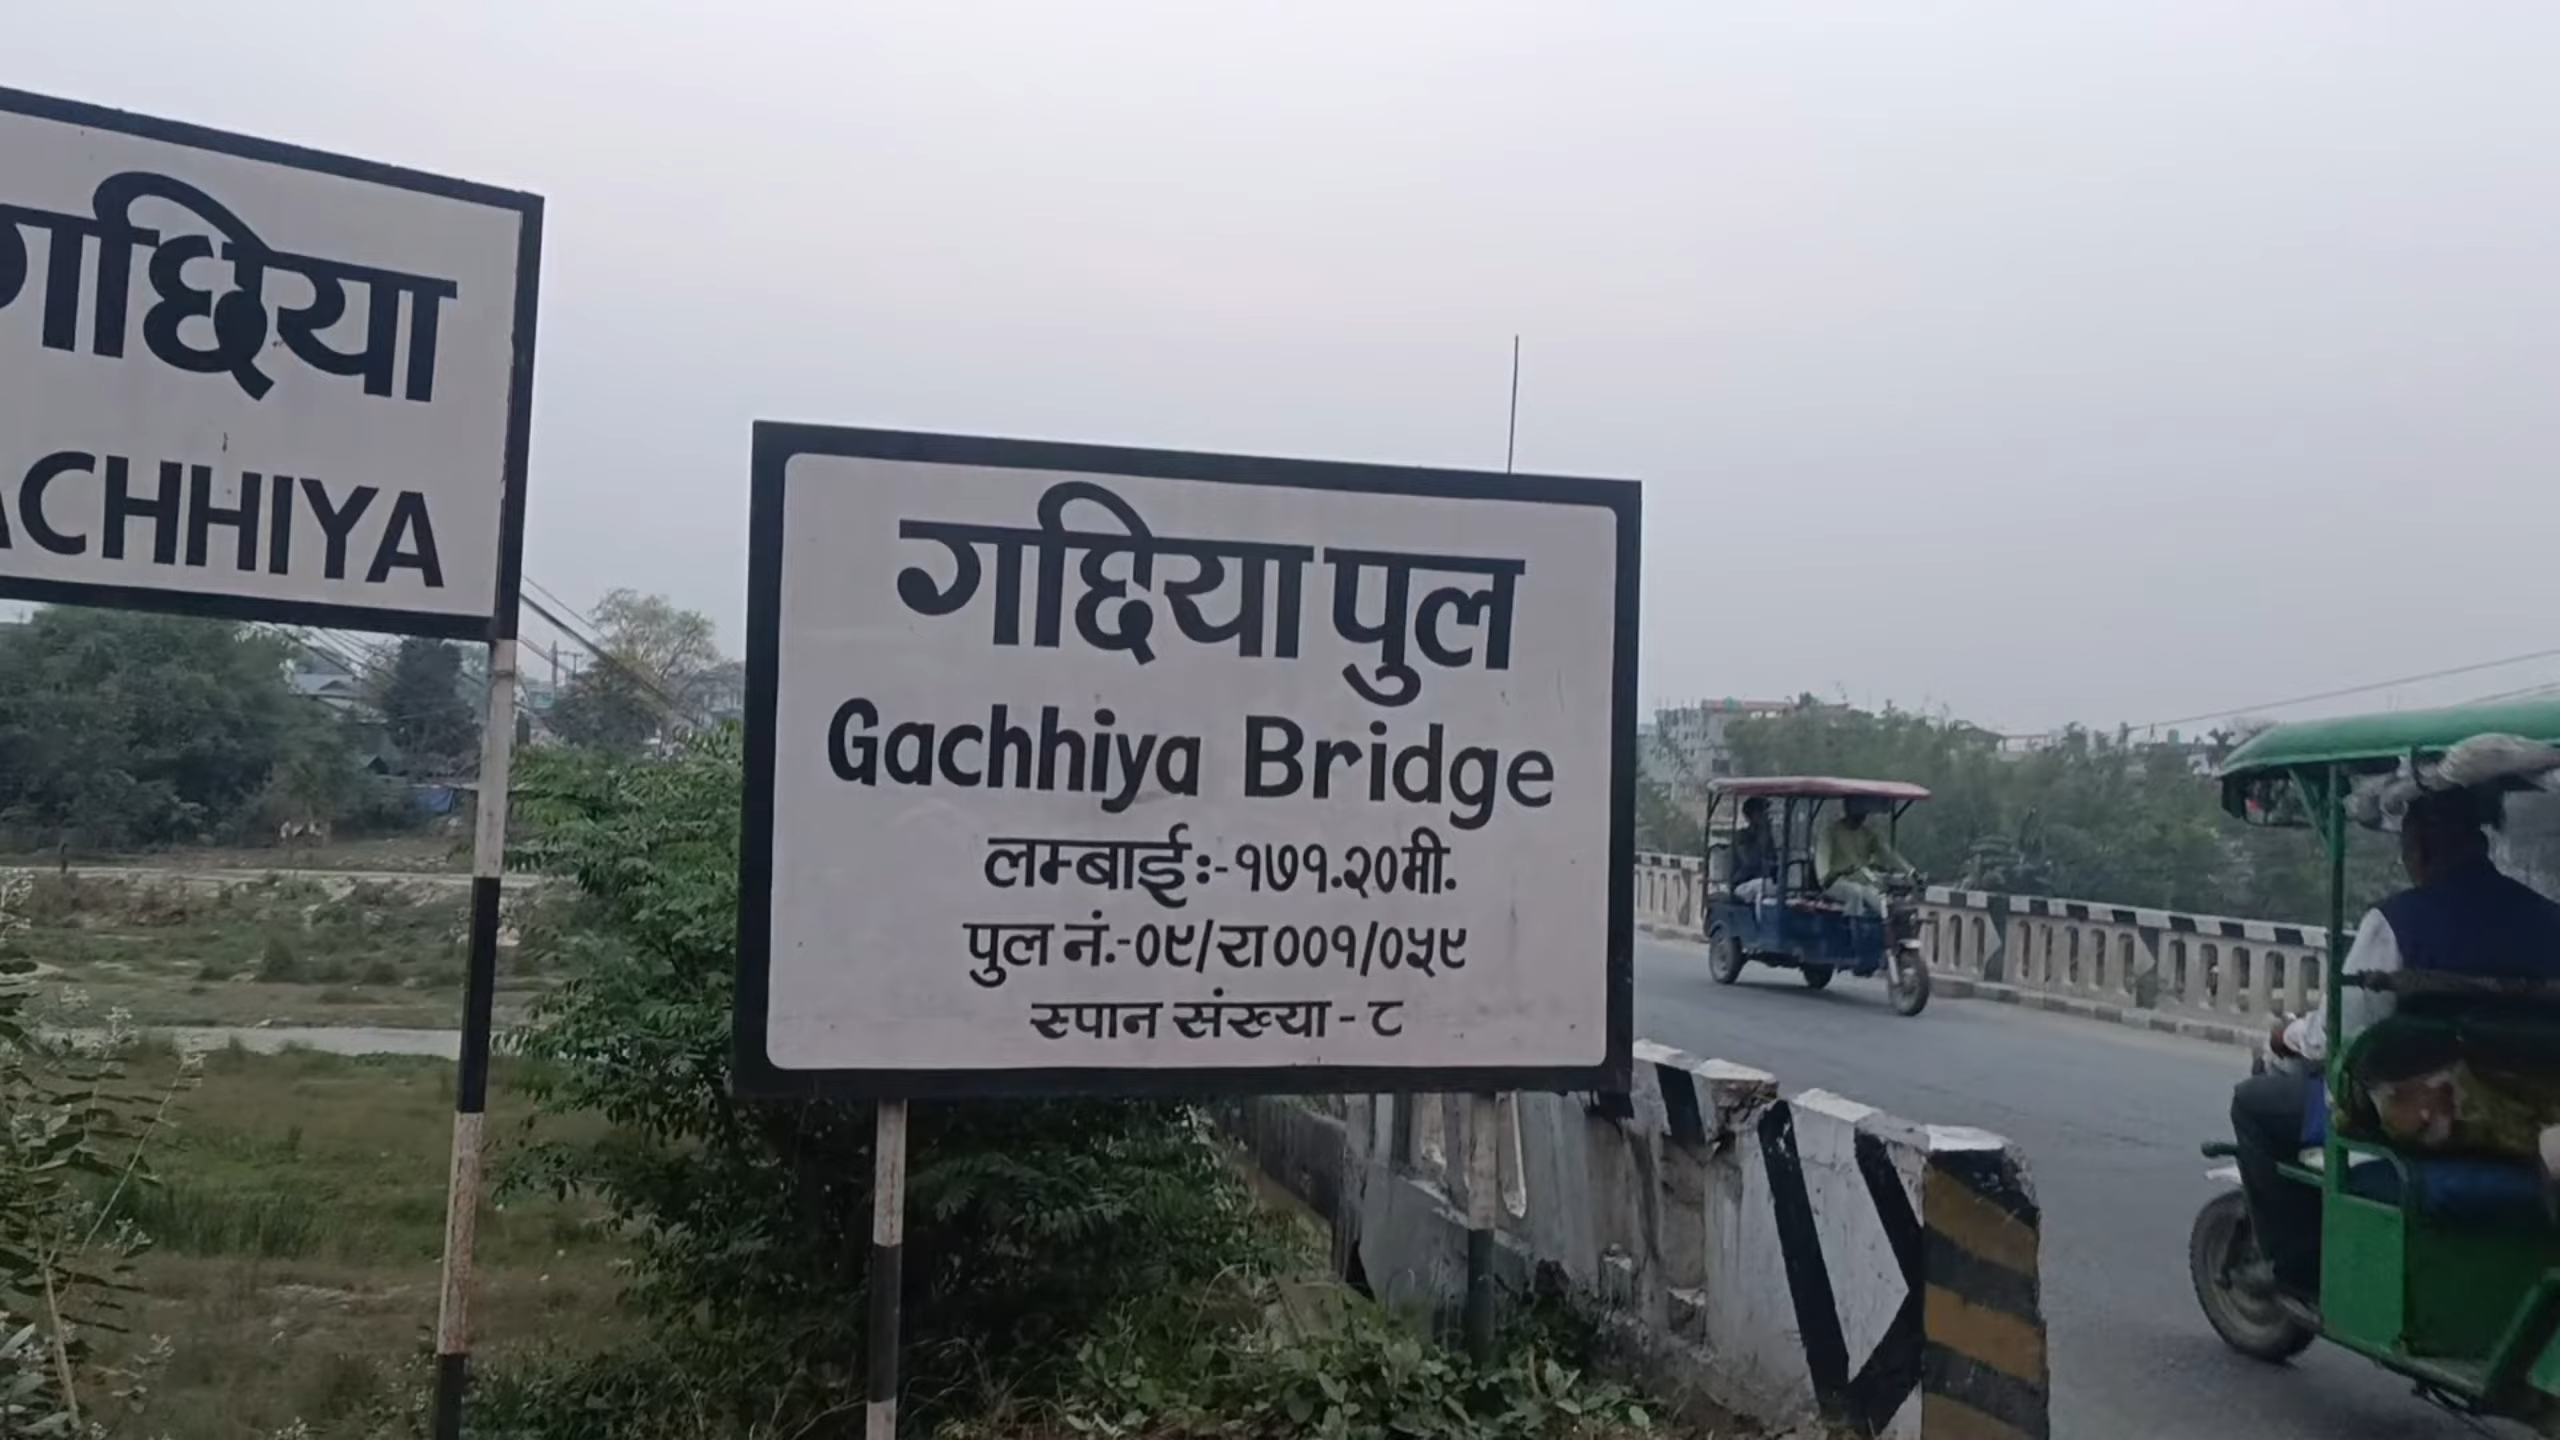 गछिया
ACHHIYA
गछिया पुल
Gachhiya Bridge
लम्बाईः-१७१.२०मी.
पुल नं.-०९/रा००१/०५९
स्पान संख्या - ८